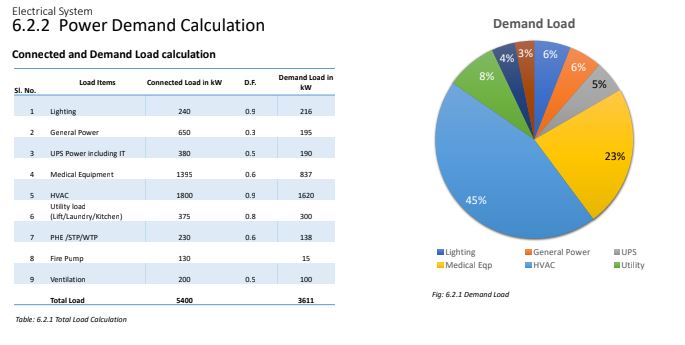 Electrical System
6.2.2 Power Demand Calculation
Connected and Demand Load calculation
Sl. No. Load Items Connected Load in kW D.F. Demand Load in kW
1 Lighting 240 0.9 216
2 General Power 650 0.3 195
3 UPS Power including IT 380 0.5 190
4 Medical Equipment 1395 0.6 837
5 HVAC 1800 0.9 1620
6 Utility load (Lift/Laundry/Kitchen) 375 0.8 300
7 PHE /STP/WTP 230 0.6 138
8 Fire Pump 130 15
9 Ventilation 200 0.5 100
Total Load 5400 3611
Table: 6.2.1 Total Load Calculation
Demand Load
4% 3% 6%
6%
8%
5%
23%
45%
Lighting General Power UPS
Medical Eqp HVAC Utility
Fig: 6.2.1 Demand Load